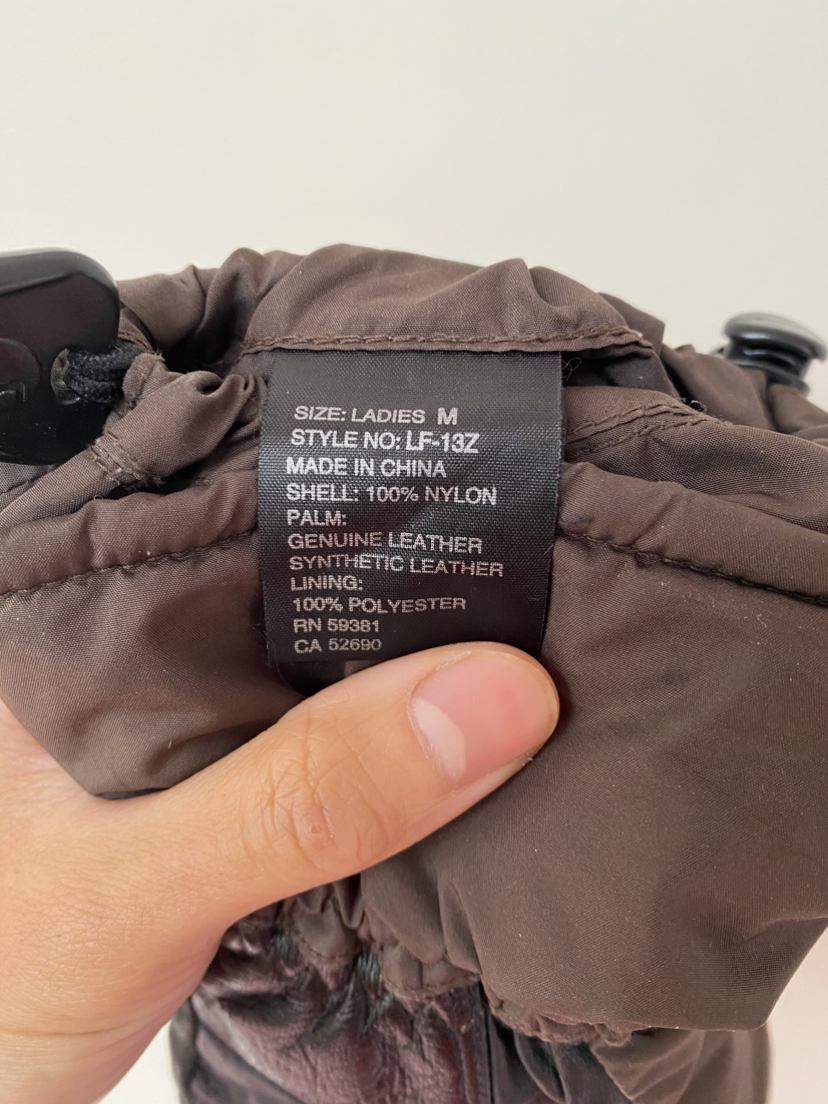 SIZE: LADIES M
STYLE NO: LF-13Z
MADE IN CHINA
SHELL: 100% NYLON
PALM:
GENUINE LEATHER
SYNTHETIC LEATHER
LINING:
100% POLYESTER
RN 59381
CA 52690